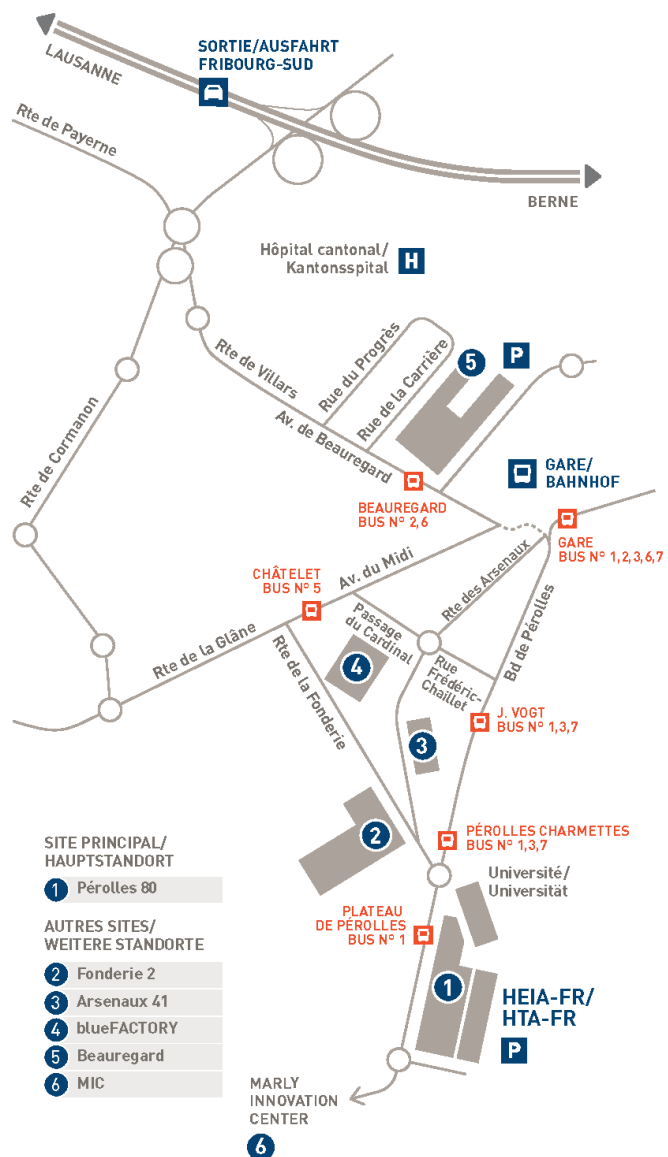 LAUSANNE
SORTIE/AUSFAHRT
FRIBOURG-SUD
Rte de Payerne
BERNE
Hôpital cantonal/
Kantonsspital
H
Rte de Villars
Rue du Progrès
Rue de la Carrière
5
P
Av. de Beauregard
Rte de Cormanon
GARE/
BAHNHOF
BEAUREGARD
BUS N° 2,6
GARE
BUS N° 1,2,3,6,7
CHÂTELET
BUS N° 5
Av. du Midi
Rte des Arsenaux
Bd de Pérolles
Passage
du Cardinal
Rte de la Glâne
4
Rue
Frédéric-
Chaillet
Rte de la Fonderie
J. VOGT
BUS N° 1,3,7
3
2
PÉROLLES CHARMETTES
BUS N° 1,3,7
SITE PRINCIPAL/
HAUPTSTANDORT
1 Pérolles 80
Université/
Universität
PLATEAU
DE PÉROLLES
BUS N° 1
AUTRES SITES/
WEITERE STANDORTE
2 Fonderie 2
3 Arsenaux 41
4 blueFACTORY
5 Beauregard
6 MIC
1
HEIA-FR/
HTA-FR
P
MARLY
INNOVATION
CENTER
6